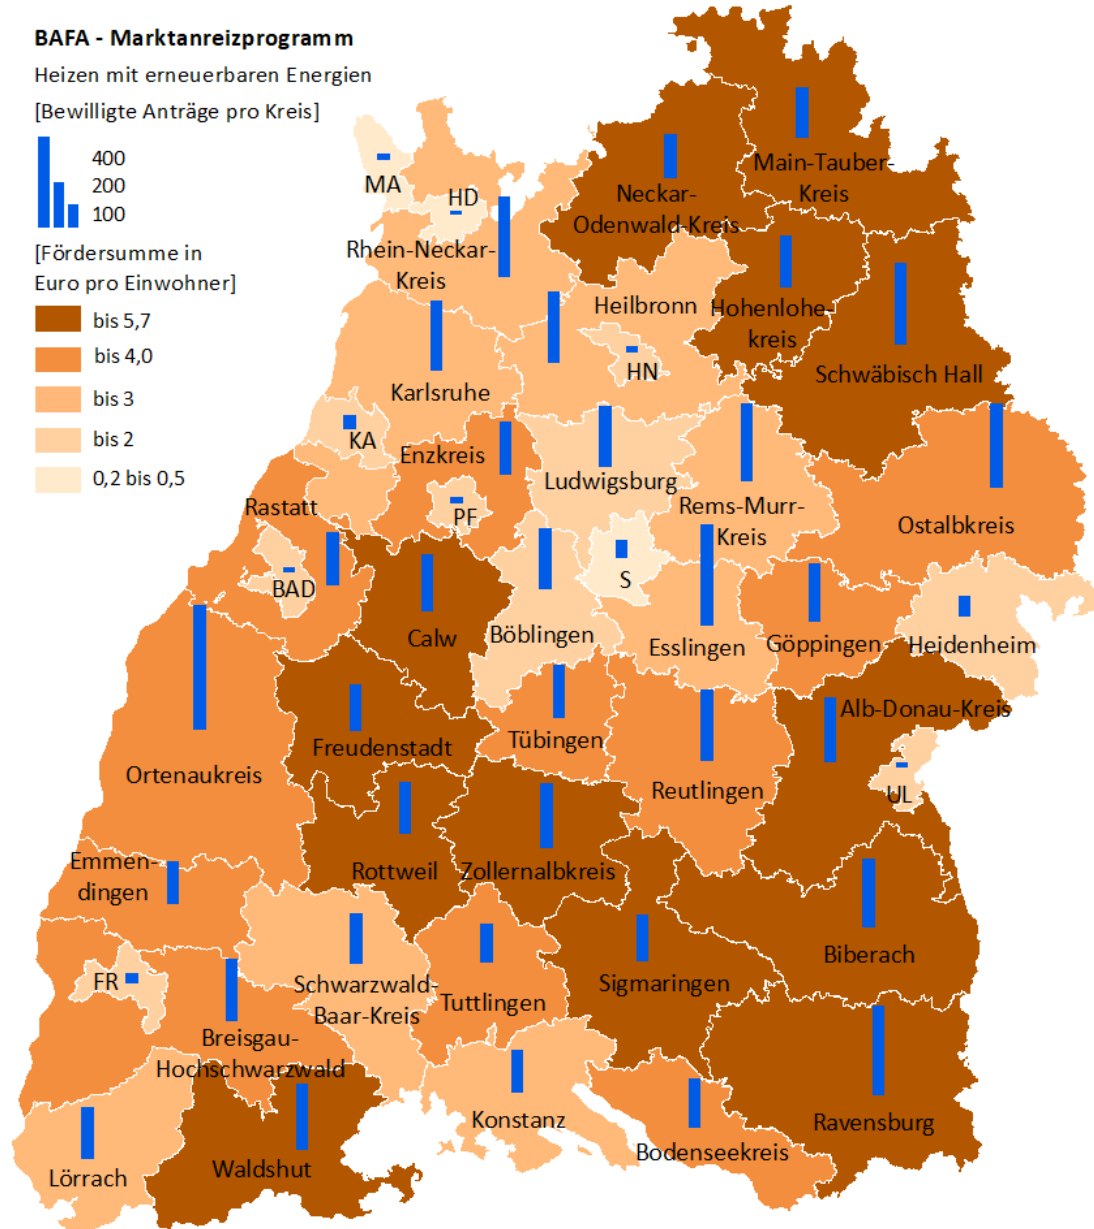 BAFA - Marktanreizprogramm
Heizen mit erneuerbaren Energien
[Bewilligte Anträge pro Kreis]
400
200
100
[Fördersumme in
Euro pro Einwohner]
bis 5,7
bis 4,0
bis 3
bis 2
0,2 bis 0,5
MA
HD
Rhein-Neckar-
Kreis
Neckar-
Odenwald-Kreis
Main-Tauber-
Kreis
Heilbronn
Hohenlohe-
kreis
HN
Schwäbisch Hall
Karlsruhe
KA
Enzkreis
PF
Ludwigsburg
Rems-Murr-
Kreis
Ostalbkreis
Rastatt
BAD
Calw
Böblingen
S
Esslingen
Göppingen
Heidenheim
Alb-Donau-Kreis
UL
Freudenstadt
Tübingen
Reutlingen
Ortenaukreis
Rottweil
Zollernalbkreis
Emmen-
dingen
Biberach
Sigmaringen
FR
Schwarzwald-
Baar-Kreis
Tuttlingen
Breisgau-
Hochschwarzwald
Konstanz
Ravensburg
Bodenseekreis
Lörrach
Waldshut